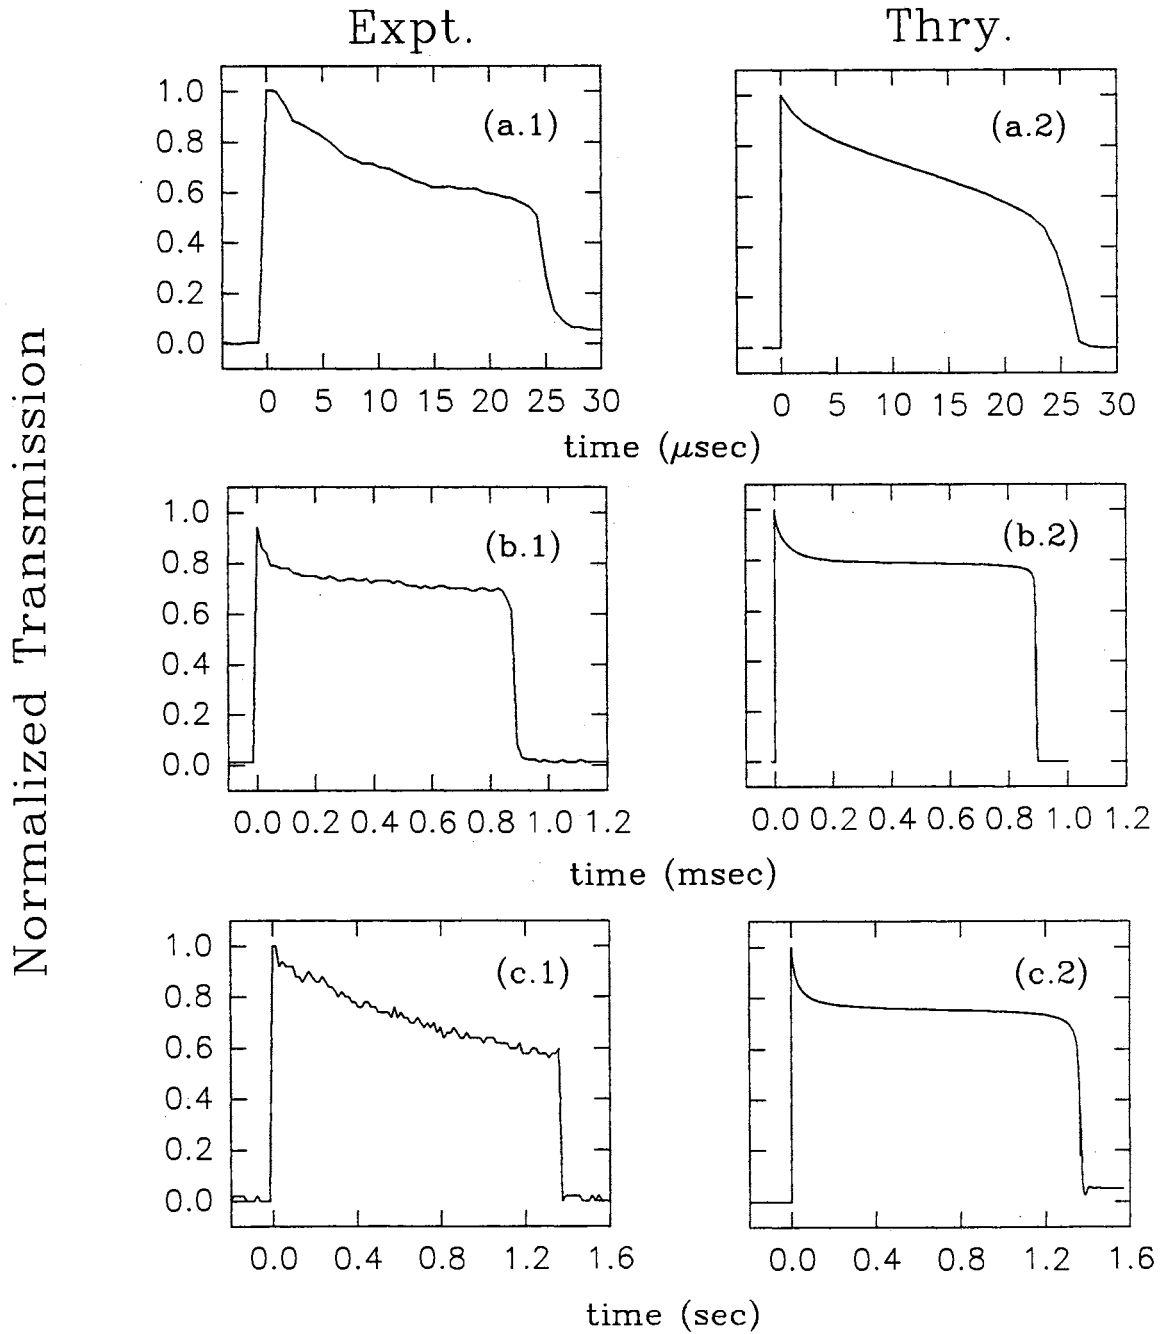 Expt.
Thry.
Normalized Transmission
1.0
0.8
0.6
0.4
0.2
0.0
(a.1)
0 5 10 15 20 25 30
(a.2)
0 5 10 15 20 25 30
time (μsec)
1.0
0.8
0.6
0.4
0.2
0.0
(b.1)
0.0 0.2 0.4 0.6 0.8 1.0 1.2
(b.2)
0.0 0.2 0.4 0.6 0.8 1.0 1.2
time (msec)
1.0
0.8
0.6
0.4
0.2
0.0
(c.1)
0.0 0.4 0.8 1.2 1.6
(c.2)
0.0 0.4 0.8 1.2 1.6
time (sec)